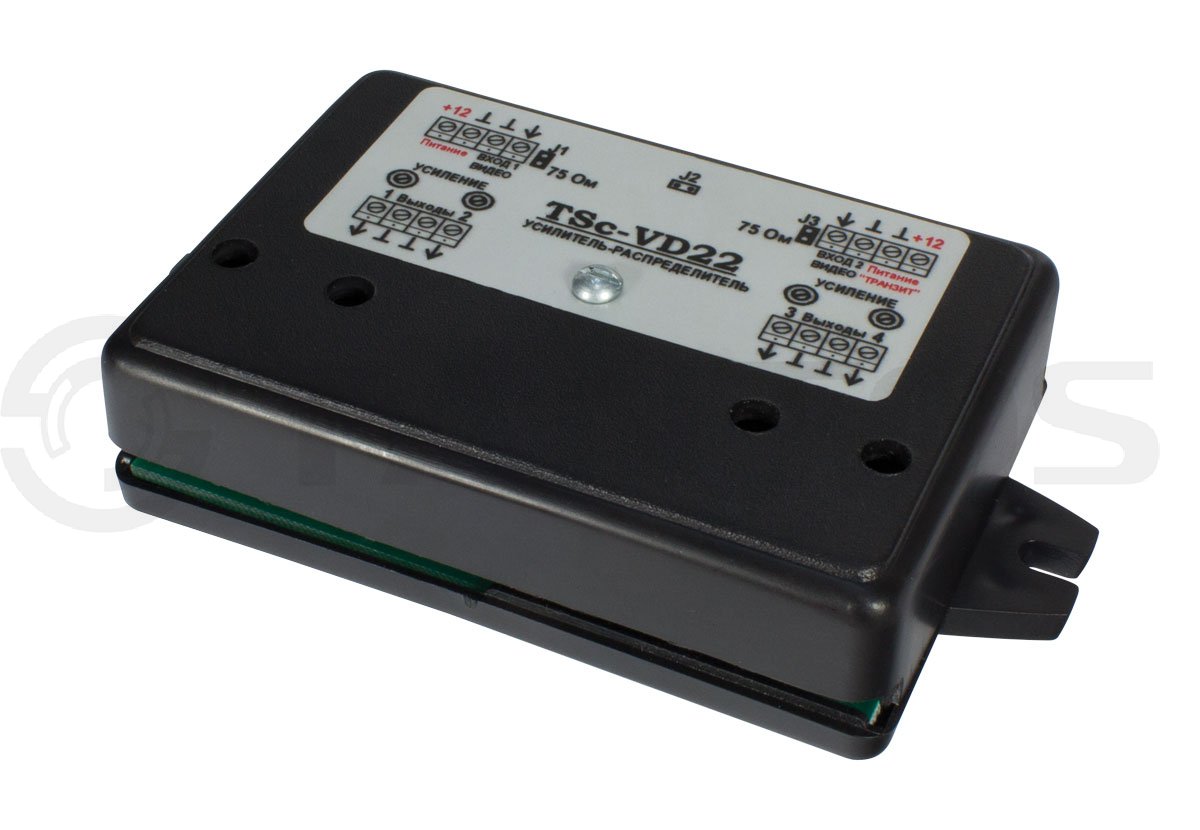 +12
Питание
ВХОД 1
ВИДЕО
J1
75 Ом
УСИЛЕНИЕ
1 Выходы 2
J2
TSc-VD22
УСИЛИТЕЛЬ-РАСПРЕДЕЛИТЕЛЬ
J3
75 Ом
+12
ВХОД 2
ВИДЕО
Питание
"ТРАНЗИТ"
УСИЛЕНИЕ
3 Выходы 4